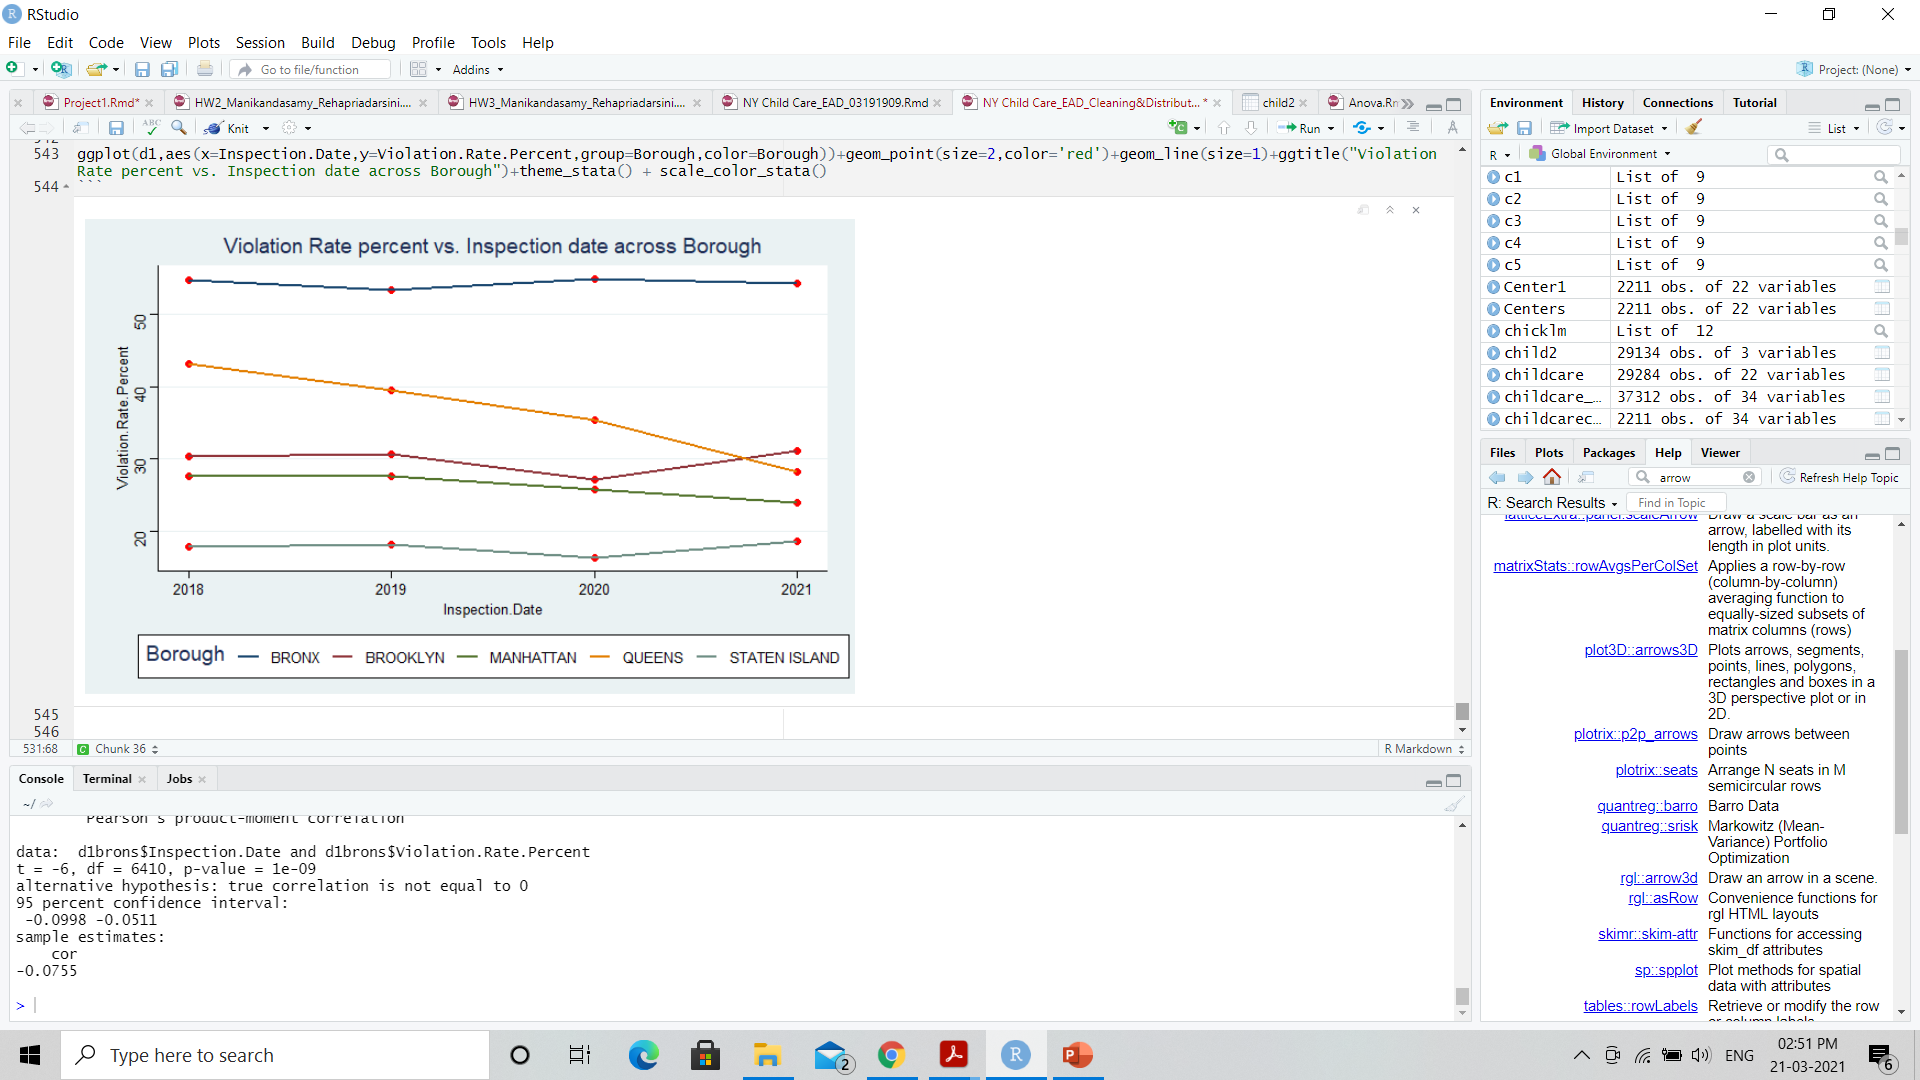 RStudio
File Edit Code View Plots Session Build Debug Profile Tools Help
Go to file/function Addins Project: (None)
Project1.Rmd* HW2_Manikandasamy_Rehapriadarsini.... HW3_Manikandasamy_Rehapriadarsini.... NY Child Care_EAD_03191909.Rmd NY Child Care_EAD_Cleaning&Distribut...* child2 Anova.Rn
ABC Knit Run
543 ggplot(d1,aes(x=Inspection.Date,y=Violation.Rate.Percent,group=Borough,color=Borough))+geom_point(size=2,color='red')+geom_line(size=1)+ggtitle("Violation
Rate percent vs. Inspection date across Borough")+theme_stata() + scale_color_stata()
544 ```
Violation Rate percent vs. Inspection date across Borough
Violation.Rate.Percent
50
40
30
20
2018 2019 2020 2021
Inspection.Date
Borough BRONX BROOKLYN MANHATTAN QUEENS STATEN ISLAND
545
546
531:68 C Chunk 36 R Markdown
Console Terminal Jobs
~/
Pearson's product-moment correlation
data: d1brons$Inspection.Date and d1brons$Violation.Rate.Percent
t = -6, df = 6410, p-value = 1e-09
alternative hypothesis: true correlation is not equal to 0
95 percent confidence interval:
-0.0998 -0.0511
sample estimates:
cor
-0.0755
>
Environment History Connections Tutorial
Import Dataset List
R Global Environment
c1 List of 9
c2 List of 9
c3 List of 9
c4 List of 9
c5 List of 9
Center1 2211 obs. of 22 variables
Centers 2211 obs. of 22 variables
chicklm List of 12
child2 29134 obs. of 3 variables
childcare 29284 obs. of 22 variables
childcare_... 37312 obs. of 34 variables
childcarec... 2211 obs. of 34 variables
Files Plots Packages Help Viewer
arrow Refresh Help Topic
R: Search Results Find in Topic
latticeExtra::panel.scaleArrow Draw a scale bar as an
arrow, labelled with its
length in plot units.
matrixStats::rowAvgsPerColSet Applies a row-by-row
(column-by-column)
averaging function to
equally-sized subsets of
matrix columns (rows)
plot3D::arrows3D Plots arrows, segments,
points, lines, polygons,
rectangles and boxes in a
3D perspective plot or in
2D.
plotrix::p2p_arrows Draw arrows between
points
plotrix::seats Arrange N seats in M
semicircular rows
quantreg::barro Barro Data
quantreg::srisk Markowitz (Mean-
Variance) Portfolio
Optimization
rgl::arrow3d Draw an arrow in a scene.
rgl::asRow Convenience functions for
rgl HTML layouts
skimr::skim-attr Functions for accessing
skim_df attributes
sp::spplot Plot methods for spatial
data with attributes
tables::rowLabels Retrieve or modify the row
or column labels
Type here to search 2 R P ENG 02:51 PM
21-03-2021 6